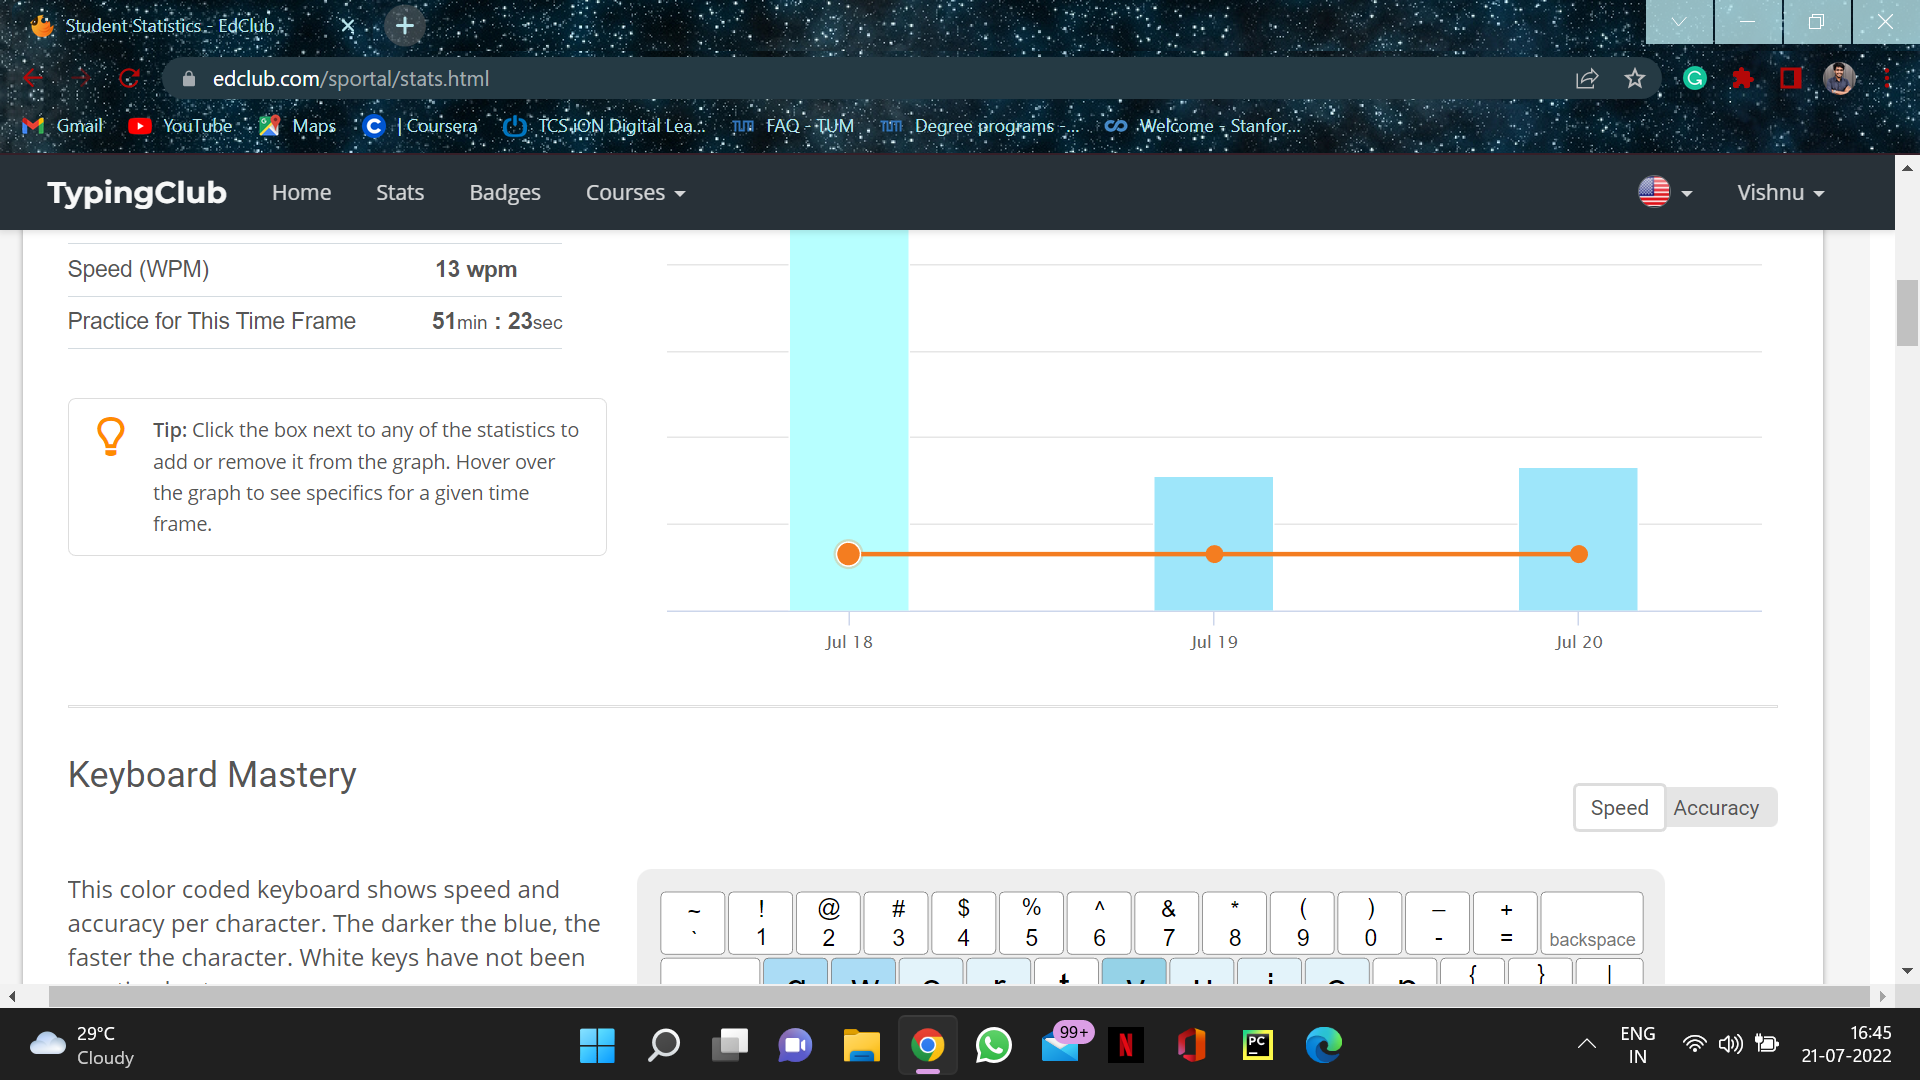 Student Statistics - EdClub
edclub.com/sportal/stats.html
Gmail YouTube Maps | Coursera TCS iON Digital Lea... FAQ - TUM Degree programs -... Welcome - Stanfor...
TypingClub Home Stats Badges Courses Vishnu
Speed (WPM) 13 wpm
Practice for This Time Frame 51min : 23sec
Tip: Click the box next to any of the statistics to
add or remove it from the graph. Hover over
the graph to see specifics for a given time
frame.
Jul 18 Jul 19 Jul 20
Keyboard Mastery
Speed Accuracy
This color coded keyboard shows speed and
accuracy per character. The darker the blue, the
faster the character. White keys have not been
~ ! @ # $ % ^ & * ( ) _ +
` 1 2 3 4 5 6 7 8 9 0 - = backspace
q w e r t y u i o p { } |
29°C
Cloudy
99+
PC
ENG
IN
16:45
21-07-2022